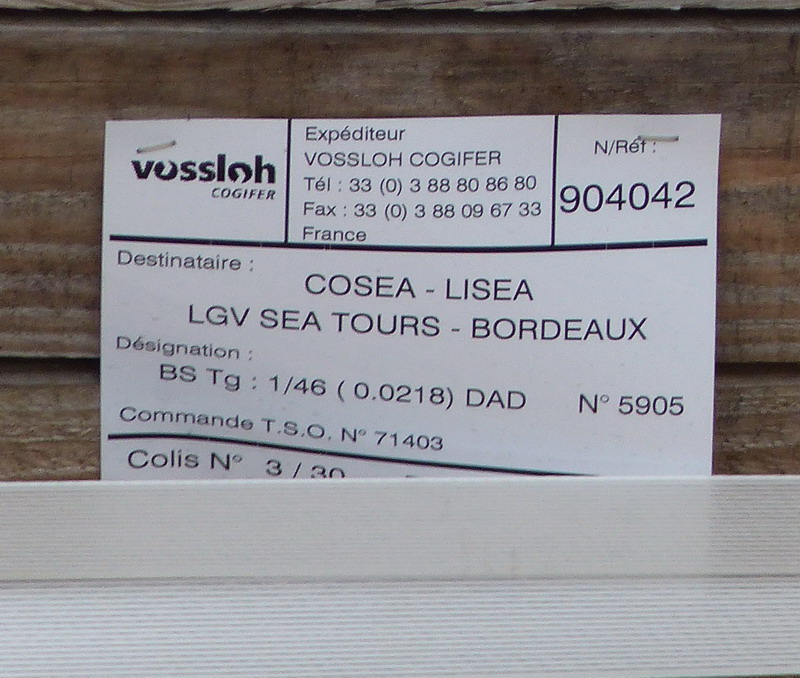 vossloh
COGIFER
Expéditeur
VOSSLOH COGIFER
Tél : 33 (0) 3 88 80 86 80
Fax : 33 (0) 3 88 09 67 33
France
N/Réf :
904042
Destinataire :
COSEA - LISEA
LGV SEA TOURS - BORDEAUX
Désignation :
BS Tg : 1/46 ( 0.0218) DAD N° 5905
Commande T.S.O. N° 71403
Colis N° 3 / 30